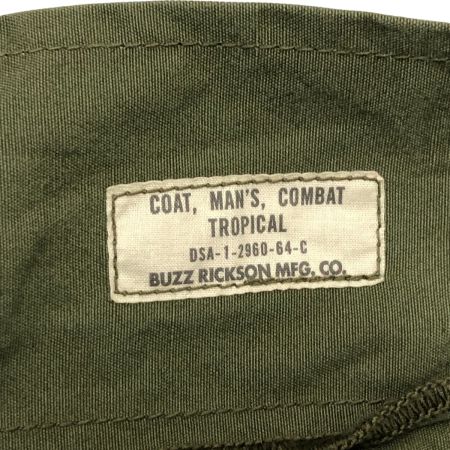 COAT, MAN'S, COMBAT
TROPICAL
DSA-1-2960-64-C
BUZZ RICKSON MFG. CO.